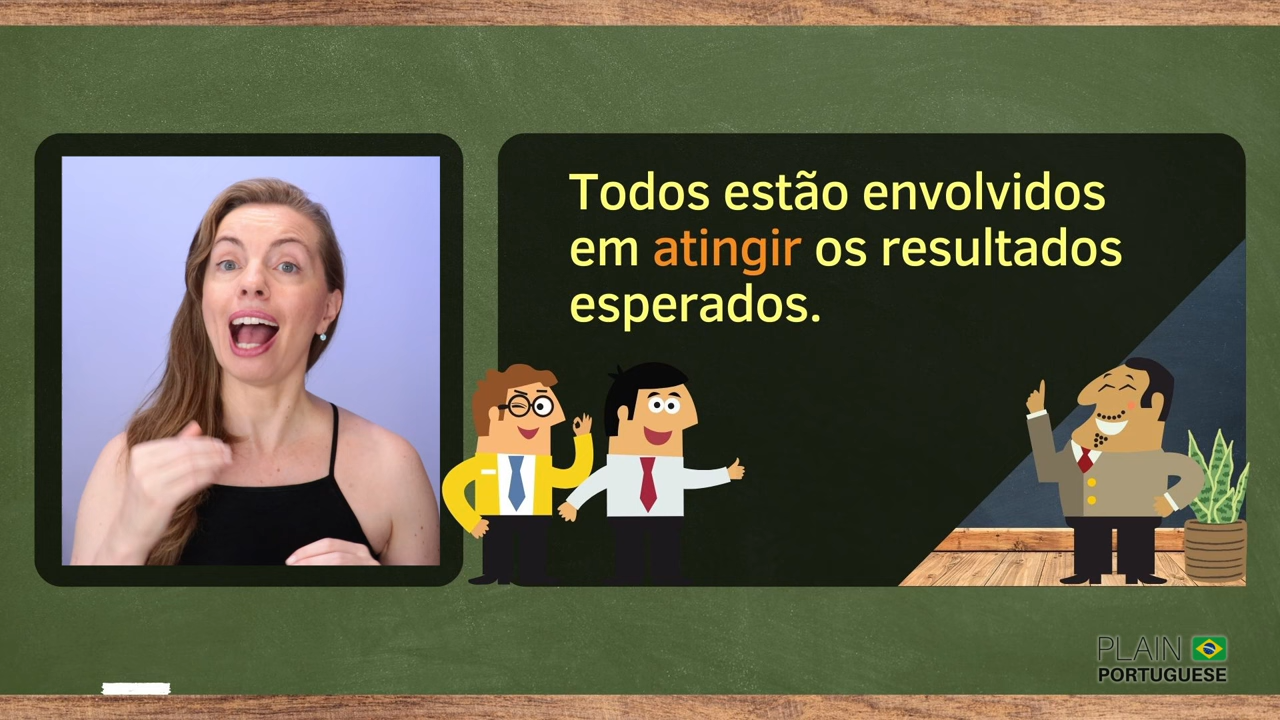 Todos estão envolvidos
em atingir os resultados
esperados.
PLAIN
PORTUGUESE